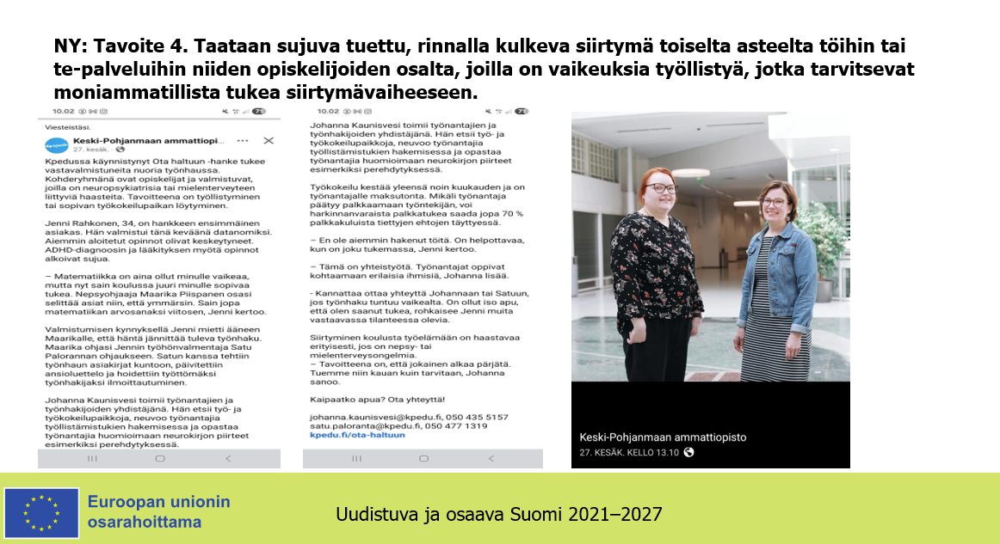 NY: Tavoite 4. Taataan sujuva tuettu, rinnalla kulkeva siirtymä toiselta asteelta töihin tai
te-palveluihin niiden opiskelijoiden osalta, joilla on vaikeuksia työllistyä, jotka tarvitsevat
moniammatillista tukea siirtymävaiheeseen.
10.02
Viesteistäsi.
Keski-Pohjanmaan ammattiopi...
27. kesäk.
Kpedussa käynnistynyt Ota haltuun -hanke tukee
vastavalmistuneita nuoria työnhaussa.
Kohderyhmänä ovat opiskelijat ja valmistuvat,
joilla on neuropsykiatrisia tai mielenterveyteen
liittyviä haasteita. Tavoitteena on työllistyminen
tai sopivan työkokeilupaikan löytyminen.
Jenni Rahkonen, 34, on hankkeen ensimmäinen
asiakas. Hän valmistui tänä keväänä datanomiksi.
Aiemmin aloitetut opinnot olivat keskeytyneet.
ADHD-diagnoosin ja lääkityksen myötä opinnot
alkoivat sujua.
– Matematiikka on aina ollut minulle vaikeaa,
mutta nyt sain koulussa juuri minulle sopivaa
tukea. Nepsyohjaaja Maarika Piispanen osasi
selittää asiat niin, että ymmärsin. Sain jopa
matematiikan arvosanaksi viitosen, Jenni kertoo.
Valmistumisen kynnyksellä Jenni mietti ääneen
Maarikalle, että häntä jännittää tuleva työnhaku.
Maarika ohjasi Jennin työhönvalmentaja Satu
Palorannan ohjaukseen. Satun kanssa tehtiin
työnhaun asiakirjat kuntoon, päivitettiin
ansioluettelo ja hoidettiin työttömäksi
työnhakijaksi ilmoittautuminen.
Johanna Kaunisvesi toimii työnantajien ja
työnhakijoiden yhdistäjänä. Hän etsii työ- ja
työkokeilupaikkoja, neuvoo työnantajia
työllistämistukien hakemisessa ja opastaa
työnantajia huomioimaan neurokirjon piirteet
esimerkiksi perehdytyksessä.
10.02
Johanna Kaunisvesi toimii työnantajien ja
työnhakijoiden yhdistäjänä. Hän etsii työ- ja
työkokeilupaikkoja, neuvoo työnantajia
työllistämistukien hakemisessa ja opastaa
työnantajia huomioimaan neurokirjon piirteet
esimerkiksi perehdytyksessä.
Työkokeilu kestää yleensä noin kuukauden ja on
työnantajalle maksutonta. Mikäli työnantaja
päätyy palkkaamaan työntekijän, voi
harkinnanvaraista palkkatukea saada jopa 70 %
palkkakuluista tiettyjen ehtojen täyttyessä.
– En ole aiemmin hakenut töitä. On helpottavaa,
kun on joku tukemassa, Jenni kertoo.
– Tämä on yhteistyötä. Työnantajat oppivat
kohtaamaan erilaisia ihmisiä, Johanna lisää.
- Kannattaa ottaa yhteyttä Johannaan tai Satuun,
jos työnhaku tuntuu vaikealta. On ollut iso apu,
että olen saanut tukea, rohkaisee Jenni muita
vastaavassa tilanteessa olevia.
Siirtyminen koulusta työelämään on haastavaa
erityisesti, jos on nepsy- tai
mielenterveysongelmia.
– Tavoitteena on, että jokainen alkaa pärjätä.
Tuemme niin kauan kuin tarvitaan, Johanna
sanoo.
Kaipaatko apua? Ota yhteyttä!
johanna.kaunisvesi@kpedu.fi, 050 435 5157
satu.paloranta@kpedu.fi, 050 477 1319
kpedu.fi/ota-haltuun
Keski-Pohjanmaan ammattiopisto
27. KESÄK. KELLO 13.10
Euroopan unionin
osarahoittama
Uudistuva ja osaava Suomi 2021–2027